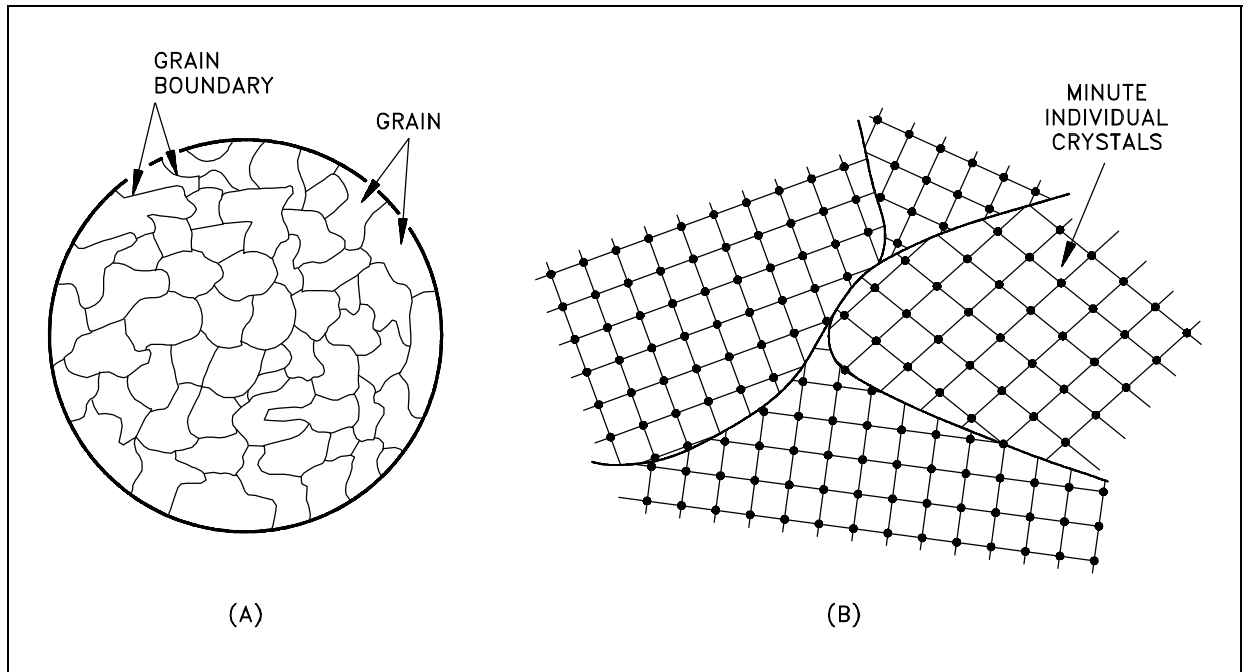 GRAIN
BOUNDARY
GRAIN
MINUTE
INDIVIDUAL
CRYSTALS
(A)
(B)